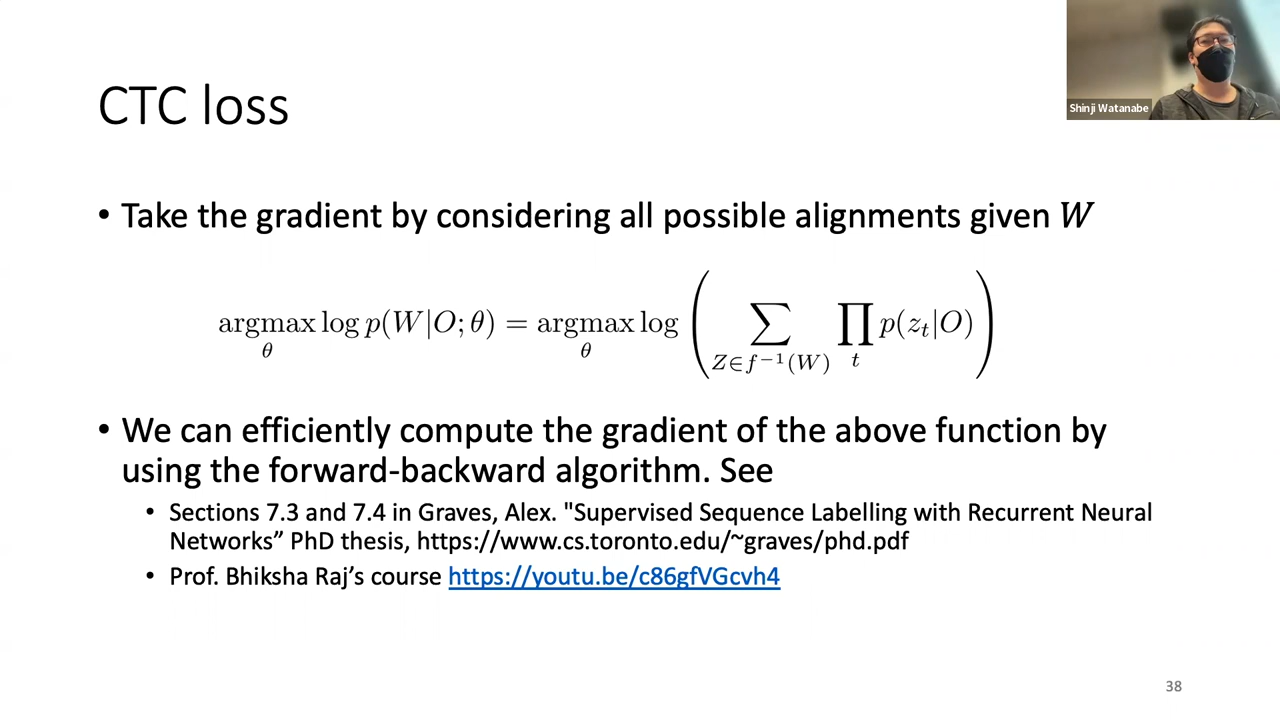 Shinji Watanabe
CTC loss
• Take the gradient by considering all possible alignments given W
argmax_θ log p(W|O; θ) = argmax_θ log ( ∑_{Z∈f⁻¹(W)} ∏_t p(z_t|O) )
• We can efficiently compute the gradient of the above function by
using the forward-backward algorithm. See
• Sections 7.3 and 7.4 in Graves, Alex. "Supervised Sequence Labelling with Recurrent Neural
Networks” PhD thesis, https://www.cs.toronto.edu/~graves/phd.pdf
• Prof. Bhiksha Raj’s course https://youtu.be/c86gfVGcvh4
38